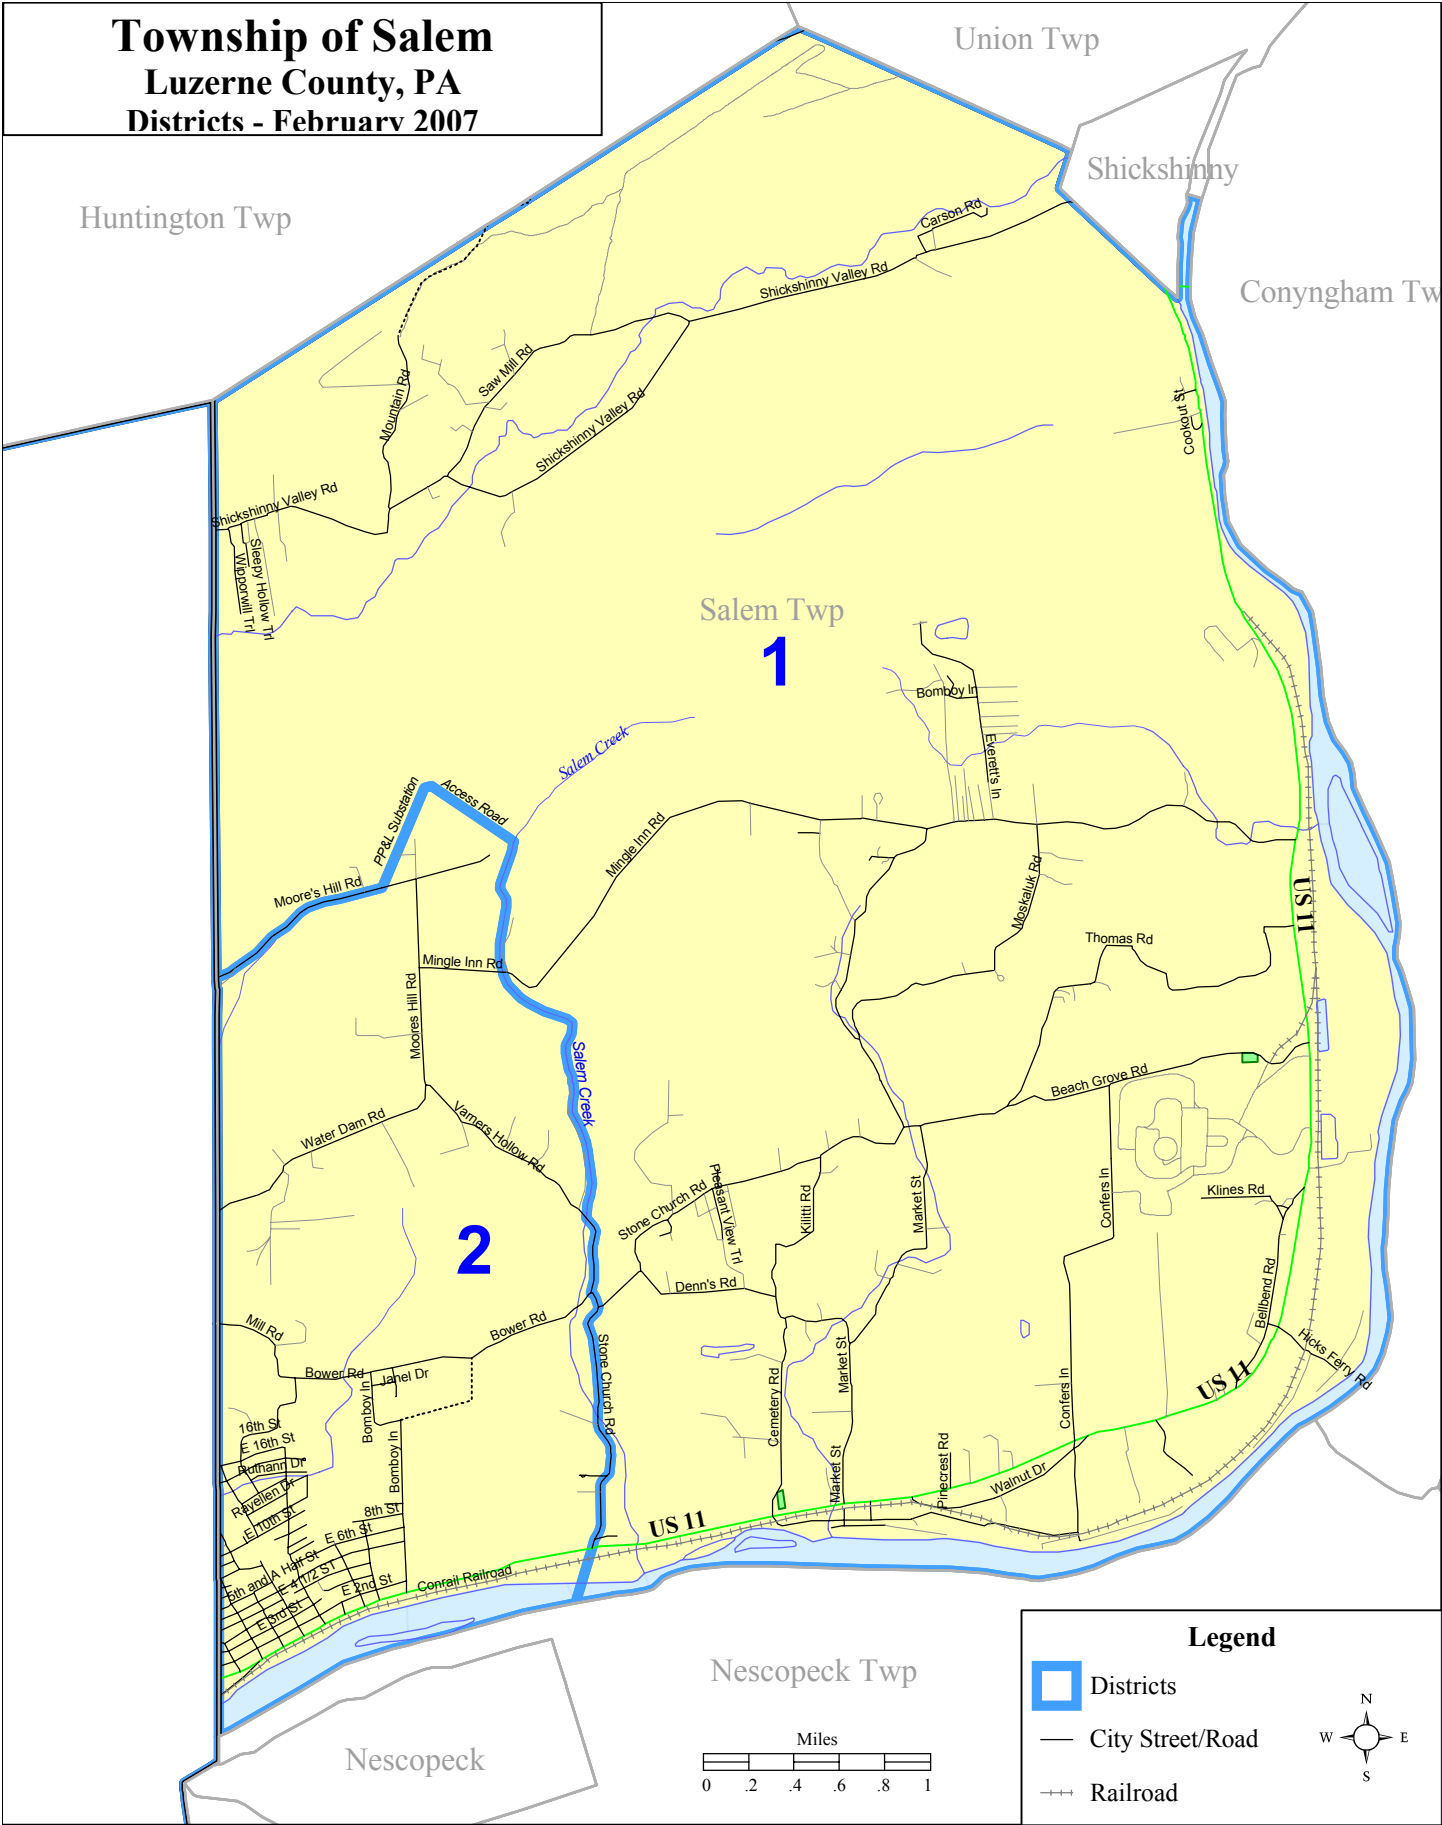 Township of Salem
Luzerne County, PA
Districts - February 2007
Union Twp
Shickshinny
Huntington Twp
Conyngham Tw
Carson Rd
Shickshinny Valley Rd
Saw Mill Rd
Mountain Rd
Shickshinny Valley Rd
Cookout St
Shickshinny Valley Rd
Sleepy Hollow Trl
Wipporwill Trl
Salem Twp
1
Bomboy ln
Everett's ln
Salem Creek
PP&L Substation
Access Road
Mingle Inn Rd
Moore's Hill Rd
Moskaluk Rd
US 11
Thomas Rd
Mingle Inn Rd
Moores Hill Rd
Salem Creek
Beach Grove Rd
Water Dam Rd
Varners Hollow Rd
Stone Church Rd
Pleasant View Trl
Kilitti Rd
Market St
Confers ln
Klines Rd
2
Denn's Rd
Bellbend Rd
Mill Rd
Bower Rd
Hicks Ferry Rd
Bower Rd
Janel Dr
Stone Church Rd
Market St
US 11
Bomboy ln
Cemetery Rd
Confers ln
16th St
E 16th St
Ruthann Dr
Bomboy ln
Market St
Pinecrest Rd
Walnut Dr
Ravellen Dr
E 10th St
8th St
E 6th St
US 11
5th and A Half St
E 4 1/2 ST
E 2nd St
Conrail Railroad
E 3rd St
Nescopeck Twp
Nescopeck
Miles
0 .2 .4 .6 .8 1
Legend
Districts
City Street/Road
Railroad
N
W E
S